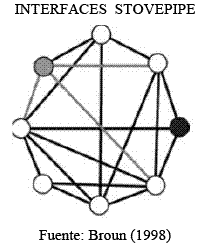 INTERFACES STOVEPIPE
Fuente: Broun (1998)